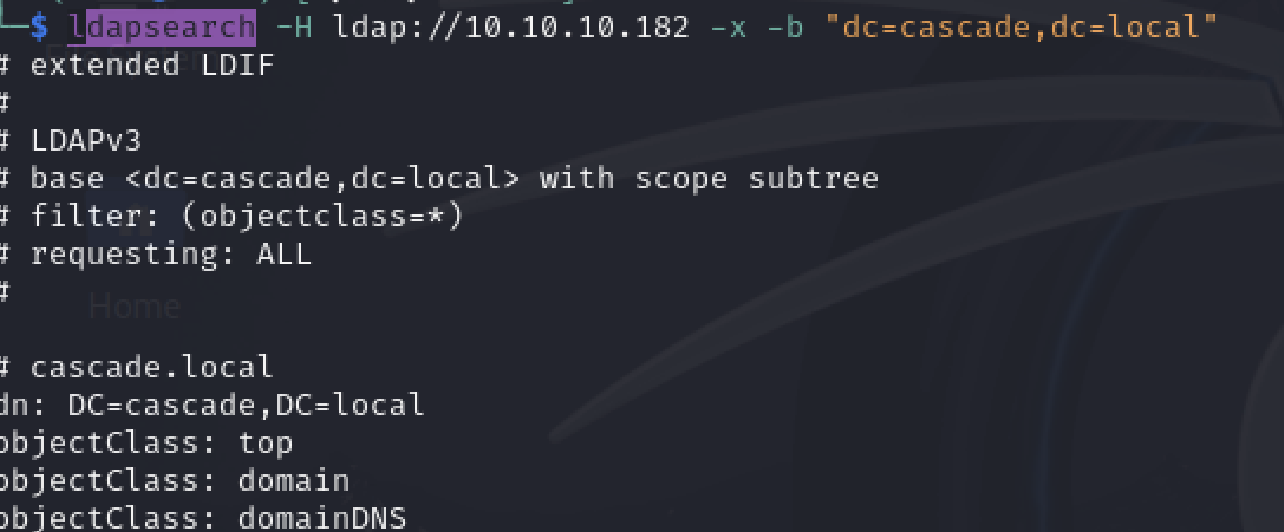 $ ldapsearch -H ldap://10.10.10.182 -x -b "dc=cascade,dc=local"
# extended LDIF
#
# LDAPv3
# base <dc=cascade,dc=local> with scope subtree
# filter: (objectclass=*)
# requesting: ALL
#
Home
# cascade.local
dn: DC=cascade,DC=local
objectClass: top
objectClass: domain
objectClass: domainDNS